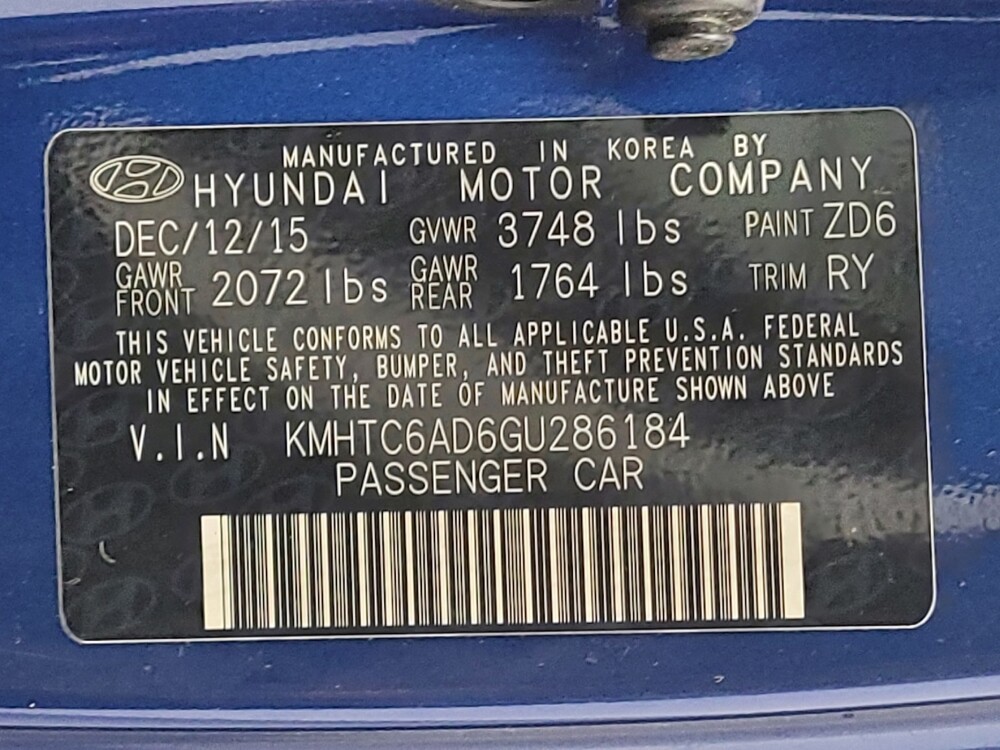 MANUFACTURED IN KOREA BY
HYUNDAI MOTOR COMPANY
DEC/12/15 GVWR 3748 lbs PAINT ZD6
GAWR FRONT 2072 lbs GAWR REAR 1764 lbs TRIM RY
THIS VEHICLE CONFORMS TO ALL APPLICABLE U.S.A. FEDERAL
MOTOR VEHICLE SAFETY, BUMPER, AND THEFT PREVENTION STANDARDS
IN EFFECT ON THE DATE OF MANUFACTURE SHOWN ABOVE
V.I.N KMHTC6AD6GU286184
PASSENGER CAR